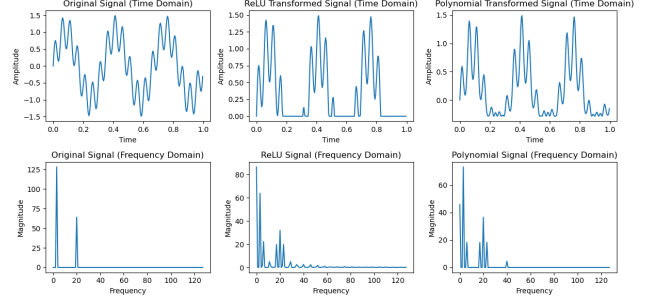 Original Signal (Time Domain)
ReLU Transformed Signal (Time Domain)
Polynomial Transformed Signal (Time Domain)
Amplitude
1.5
1.0
0.5
0.0
−0.5
−1.0
−1.5
0.0 0.2 0.4 0.6 0.8 1.0
Time
Amplitude
1.50
1.25
1.00
0.75
0.50
0.25
0.00
0.0 0.2 0.4 0.6 0.8 1.0
Time
Amplitude
1.5
1.0
0.5
0.0
0.0 0.2 0.4 0.6 0.8 1.0
Time
Original Signal (Frequency Domain)
ReLU Signal (Frequency Domain)
Polynomial Signal (Frequency Domain)
Magnitude
125
100
75
50
25
0
0 20 40 60 80 100 120
Frequency
Magnitude
80
60
40
20
0
0 20 40 60 80 100 120
Frequency
Magnitude
60
40
20
0
0 20 40 60 80 100 120
Frequency